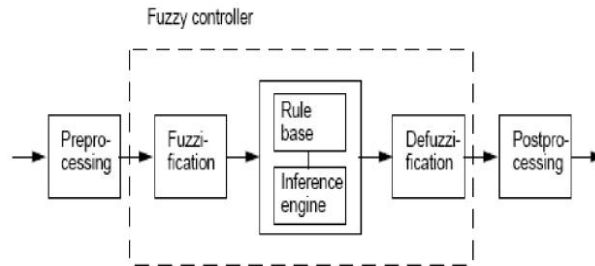 Fuzzy controller
Prepro-
cessing
Fuzzi-
fication
Rule
base
Inference
engine
Defuzzi-
fication
Postpro-
cessing